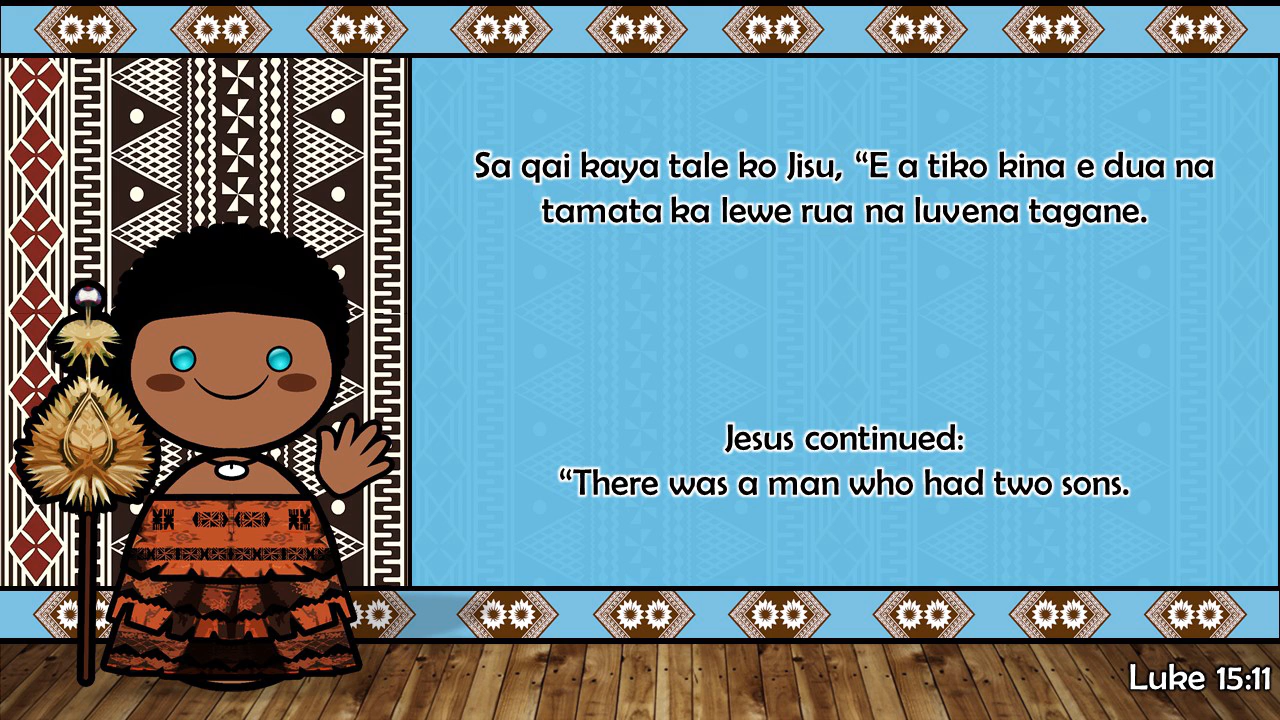 Sa qai kaya tale ko Jisu, “E a tiko kina e dua na
tamata ka lewe rua na luvena tagane.
Jesus continued:
“There was a man who had two sons.
Luke 15:11